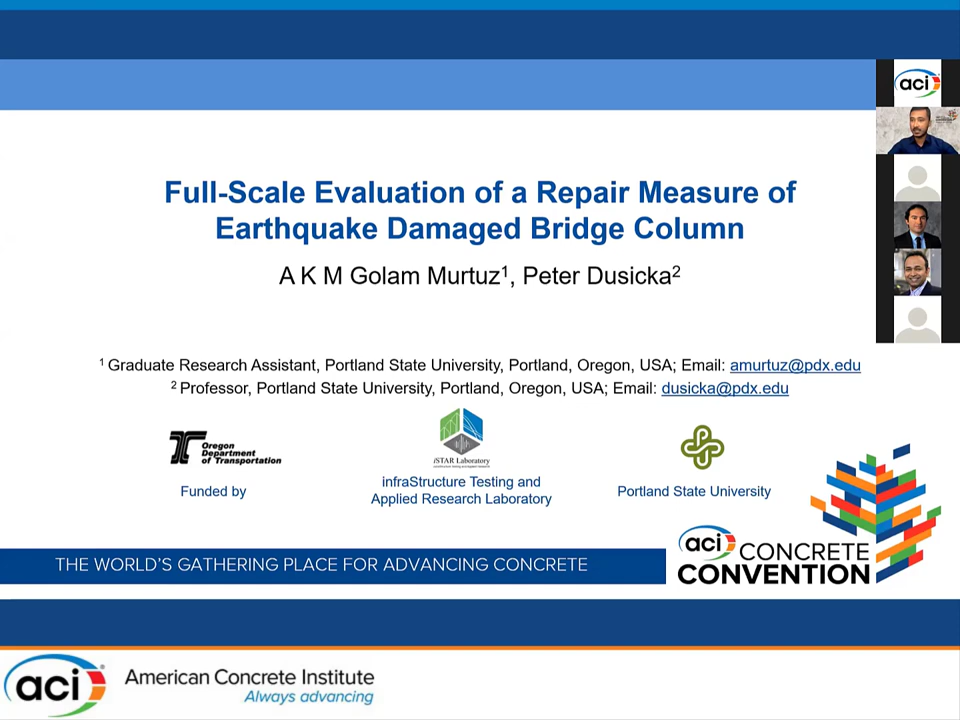 aci
Full-Scale Evaluation of a Repair Measure of
Earthquake Damaged Bridge Column
A K M Golam Murtuz1, Peter Dusicka2
1 Graduate Research Assistant, Portland State University, Portland, Oregon, USA; Email: amurtuz@pdx.edu
2 Professor, Portland State University, Portland, Oregon, USA; Email: dusicka@pdx.edu
Oregon
Department
of Transportation
iSTAR Laboratory
Funded by
infraStructure Testing and
Applied Research Laboratory
Portland State University
THE WORLD'S GATHERING PLACE FOR ADVANCING CONCRETE
aci
CONCRETE
CONVENTION
aci
American Concrete Institute
Always advancing